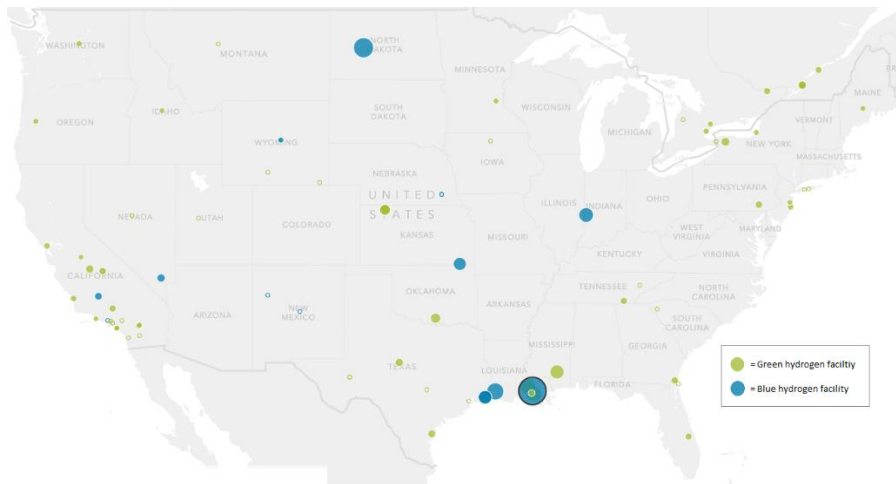 WASHINGTON
MONTANA
NORTH
DAKOTA
MINNESOTA
MAINE
OREGON
IDAHO
SOUTH
DAKOTA
WISCONSIN
MICHIGAN
VERMONT
NEW YORK
WYOMING
IOWA
MASSACHUSETTS
NEBRASKA
UNITED
STATES
NEVADA
UTAH
COLORADO
KANSAS
MISSOURI
ILLINOIS
INDIANA
OHIO
PENNSYLVANIA
WEST
VIRGINIA
MARYLAND
KENTUCKY
VIRGINIA
CALIFORNIA
ARIZONA
NEW
MEXICO
OKLAHOMA
ARKANSAS
TENNESSEE
NORTH
CAROLINA
SOUTH
CAROLINA
MISSISSIPPI
GEORGIA
TEXAS
LOUISIANA
FLORIDA
= Green hydrogen faciltiy
= Blue hydrogen facility